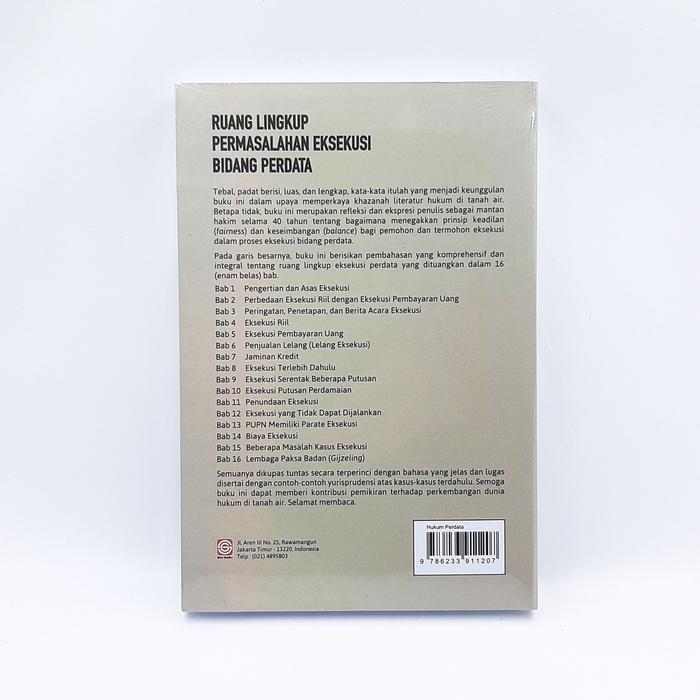 RUANG LINGKUP
PERMASALAHAN EKSEKUSI
BIDANG PERDATA
Tebal, padat berisi, luas, dan lengkap, kata-kata itulah yang menjadi keunggulan
buku ini dalam upaya memperkaya khazanah literatur hukum di tanah air.
Betapa tidak, buku ini merupakan refleksi dan ekspresi penulis sebagai mantan
hakim selama 40 tahun tentang bagaimana menegakkan prinsip keadilan
(fairness) dan keseimbangan (balance) bagi pemohon dan termohon eksekusi
dalam proses eksekusi bidang perdata.
Pada garis besarnya, buku ini berisikan pembahasan yang komprehensif dan
integral tentang ruang lingkup eksekusi perdata yang dituangkan dalam 16
(enam belas) bab.
Bab 1 Pengertian dan Asas Eksekusi
Bab 2 Perbedaan Eksekusi Riil dengan Eksekusi Pembayaran Uang
Bab 3 Peringatan, Penetapan, dan Berita Acara Eksekusi
Bab 4 Eksekusi Riil
Bab 5 Eksekusi Pembayaran Uang
Bab 6 Penjualan Lelang (Lelang Eksekusi)
Bab 7 Jaminan Kredit
Bab 8 Eksekusi Terlebih Dahulu
Bab 9 Eksekusi Serentak Beberapa Putusan
Bab 10 Eksekusi Putusan Perdamaian
Bab 11 Penundaan Eksekusi
Bab 12 Eksekusi yang Tidak Dapat Dijalankan
Bab 13 PUPN Memiliki Parate Eksekusi
Bab 14 Biaya Eksekusi
Bab 15 Beberapa Masalah Kasus Eksekusi
Bab 16 Lembaga Paksa Badan (Gijzeling)
Semuanya dikupas tuntas secara terperinci dengan bahasa yang jelas dan lugas
disertai dengan contoh-contoh yurisprudensi atas kasus-kasus terdahulu. Semoga
buku ini dapat memberi kontribusi pemikiran terhadap perkembangan dunia
hukum di tanah air. Selamat membaca.
Hukum Perdata
9 786233 911207
JL Aren III No. 25, Rawamangun
Jakarta Timur - 13220, Indonesia
Telp : (021) 4895803